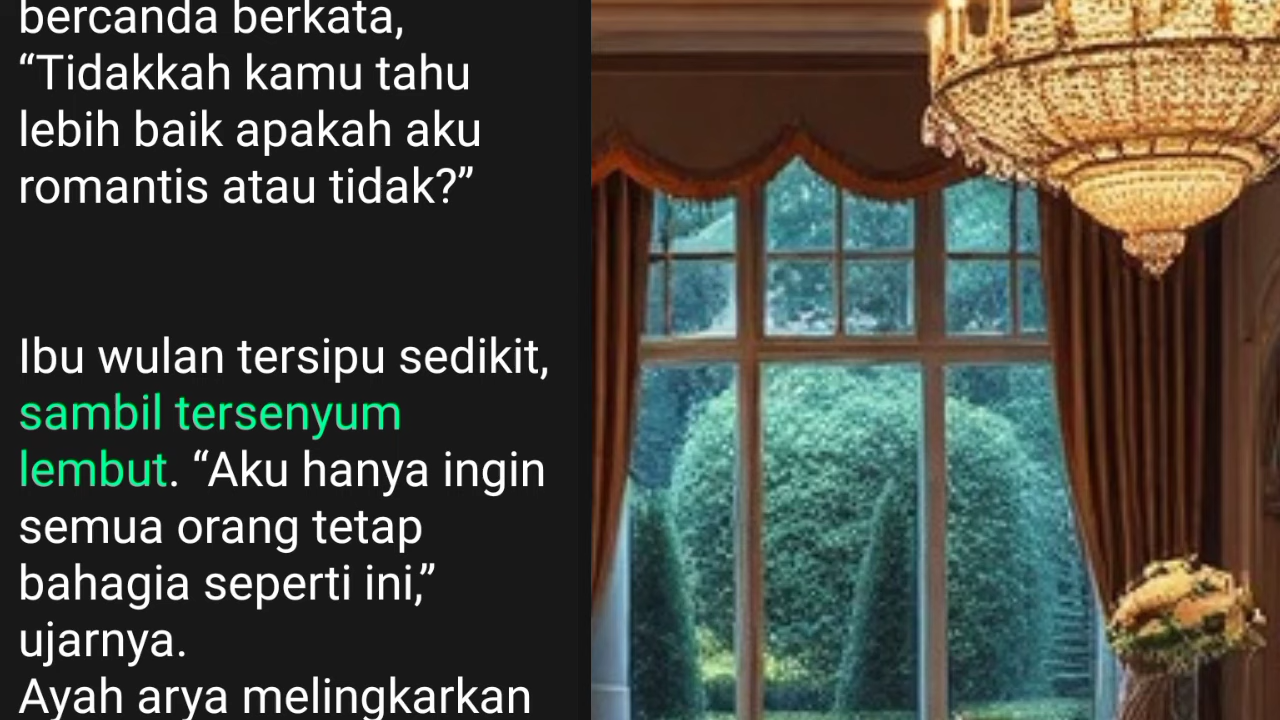 bercanda berkata,
“Tidakkah kamu tahu
lebih baik apakah aku
romantis atau tidak?”
Ibu wulan tersipu sedikit,
sambil tersenyum
lembut. “Aku hanya ingin
semua orang tetap
bahagia seperti ini,”
ujarnya.
Ayah arya melingkarkan